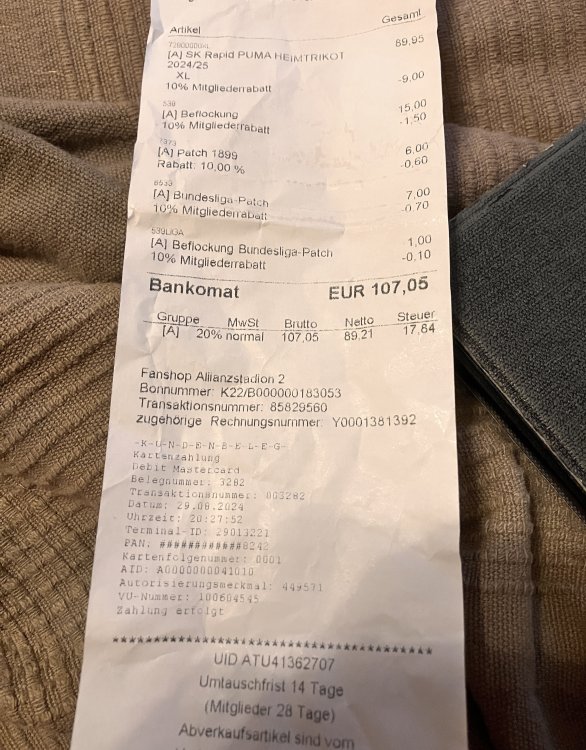 Gesamt
Artikel
[A] SK Rapid PUMA HEIMTRIKOT 89,95
2024/25
XL
10% Mitgliederrabatt -9,00
539
[A] Beflockung 15,00
10% Mitgliederrabatt -1,50
7373
[A] Patch 1899 6,00
Rabatt: 10,00 % -0,60
6533
[A] Bundesliga-Patch 7,00
10% Mitgliederrabatt -0,70
539LIGA
[A] Beflockung Bundesliga-Patch 1,00
10% Mitgliederrabatt -0,10
Bankomat EUR 107,05
Gruppe MwSt Brutto Netto Steuer
[A] 20% normal 107,05 89,21 17,84
Fanshop Allianzstadion 2
Bonnummer: K22/B000000183053
Transaktionsnummer: 85829560
zugehörige Rechnungsnummer: Y0001381392
-K-U-N-D-E-N-B-E-L-E-G-
Kartenzahlung
Debit Mastercard
Belegnummer: 3282
Transaktionsnummer: 003282
Datum: 29.08.2024
Uhrzeit: 20:27:52
Terminal-ID: 29013221
PAN: ############8242
Kartenfolgenummer: 0001
AID: A0000000041010
Autorisierungsmerkmal: 449571
VU-Nummer: 100604545
Zahlung erfolgt
****************************************
UID ATU41362707
Umtauschfrist 14 Tage
(Mitglieder 28 Tage)
Abverkaufsartikel sind vom